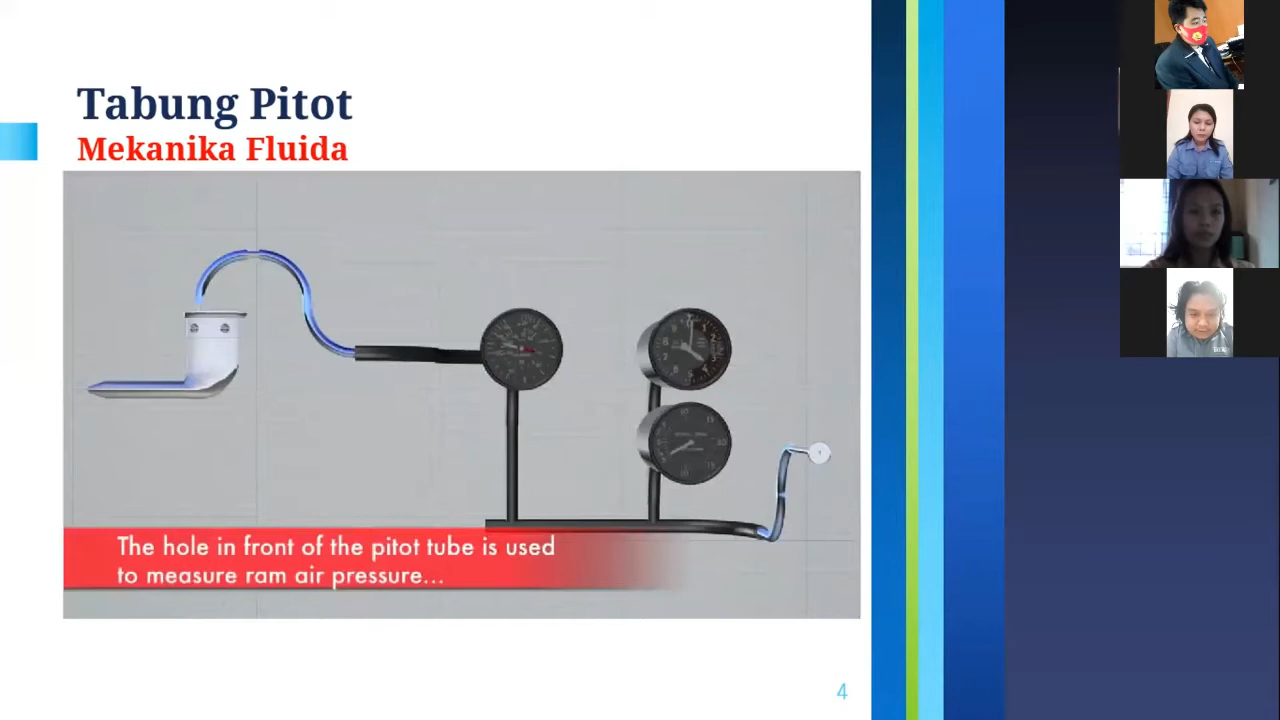 Tabung Pitot
Mekanika Fluida
The hole in front of the pitot tube is used
to measure ram air pressure...
4